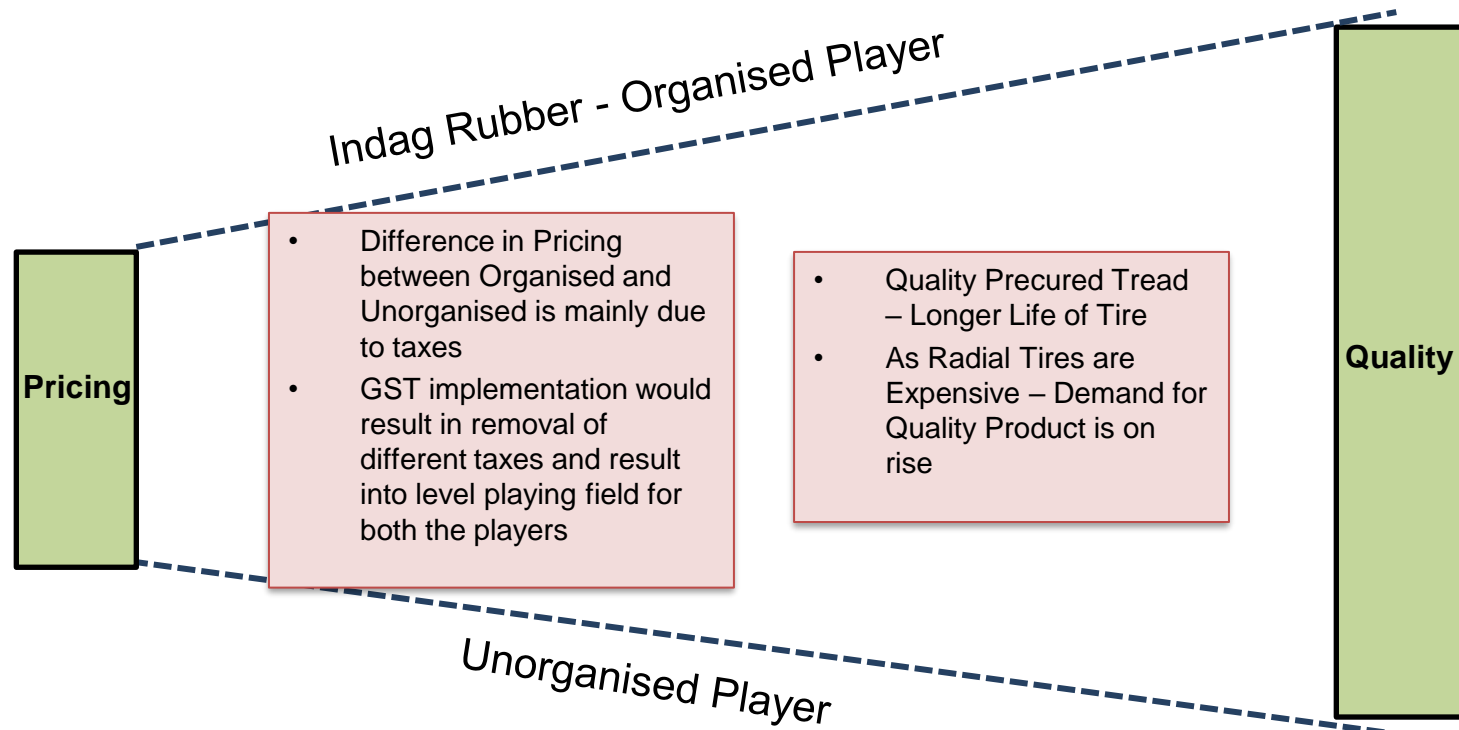 Indag Rubber - Organised Player
Pricing
• Difference in Pricing
between Organised and
Unorganised is mainly due
to taxes
• GST implementation would
result in removal of
different taxes and result
into level playing field for
both the players
• Quality Precured Tread
– Longer Life of Tire
• As Radial Tires are
Expensive – Demand for
Quality Product is on
rise
Quality
Unorganised Player